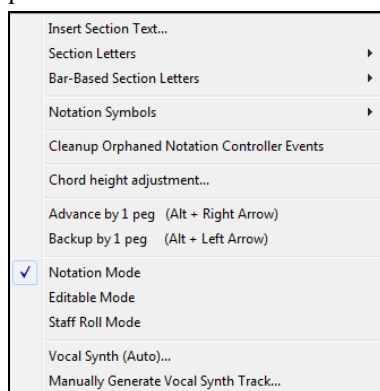 Insert Section Text...
Section Letters
Bar-Based Section Letters
Notation Symbols
Cleanup Orphaned Notation Controller Events
Chord height adjustment...
Advance by 1 peg (Alt + Right Arrow)
Backup by 1 peg (Alt + Left Arrow)
Notation Mode
Editable Mode
Staff Roll Mode
Vocal Synth (Auto)...
Manually Generate Vocal Synth Track...